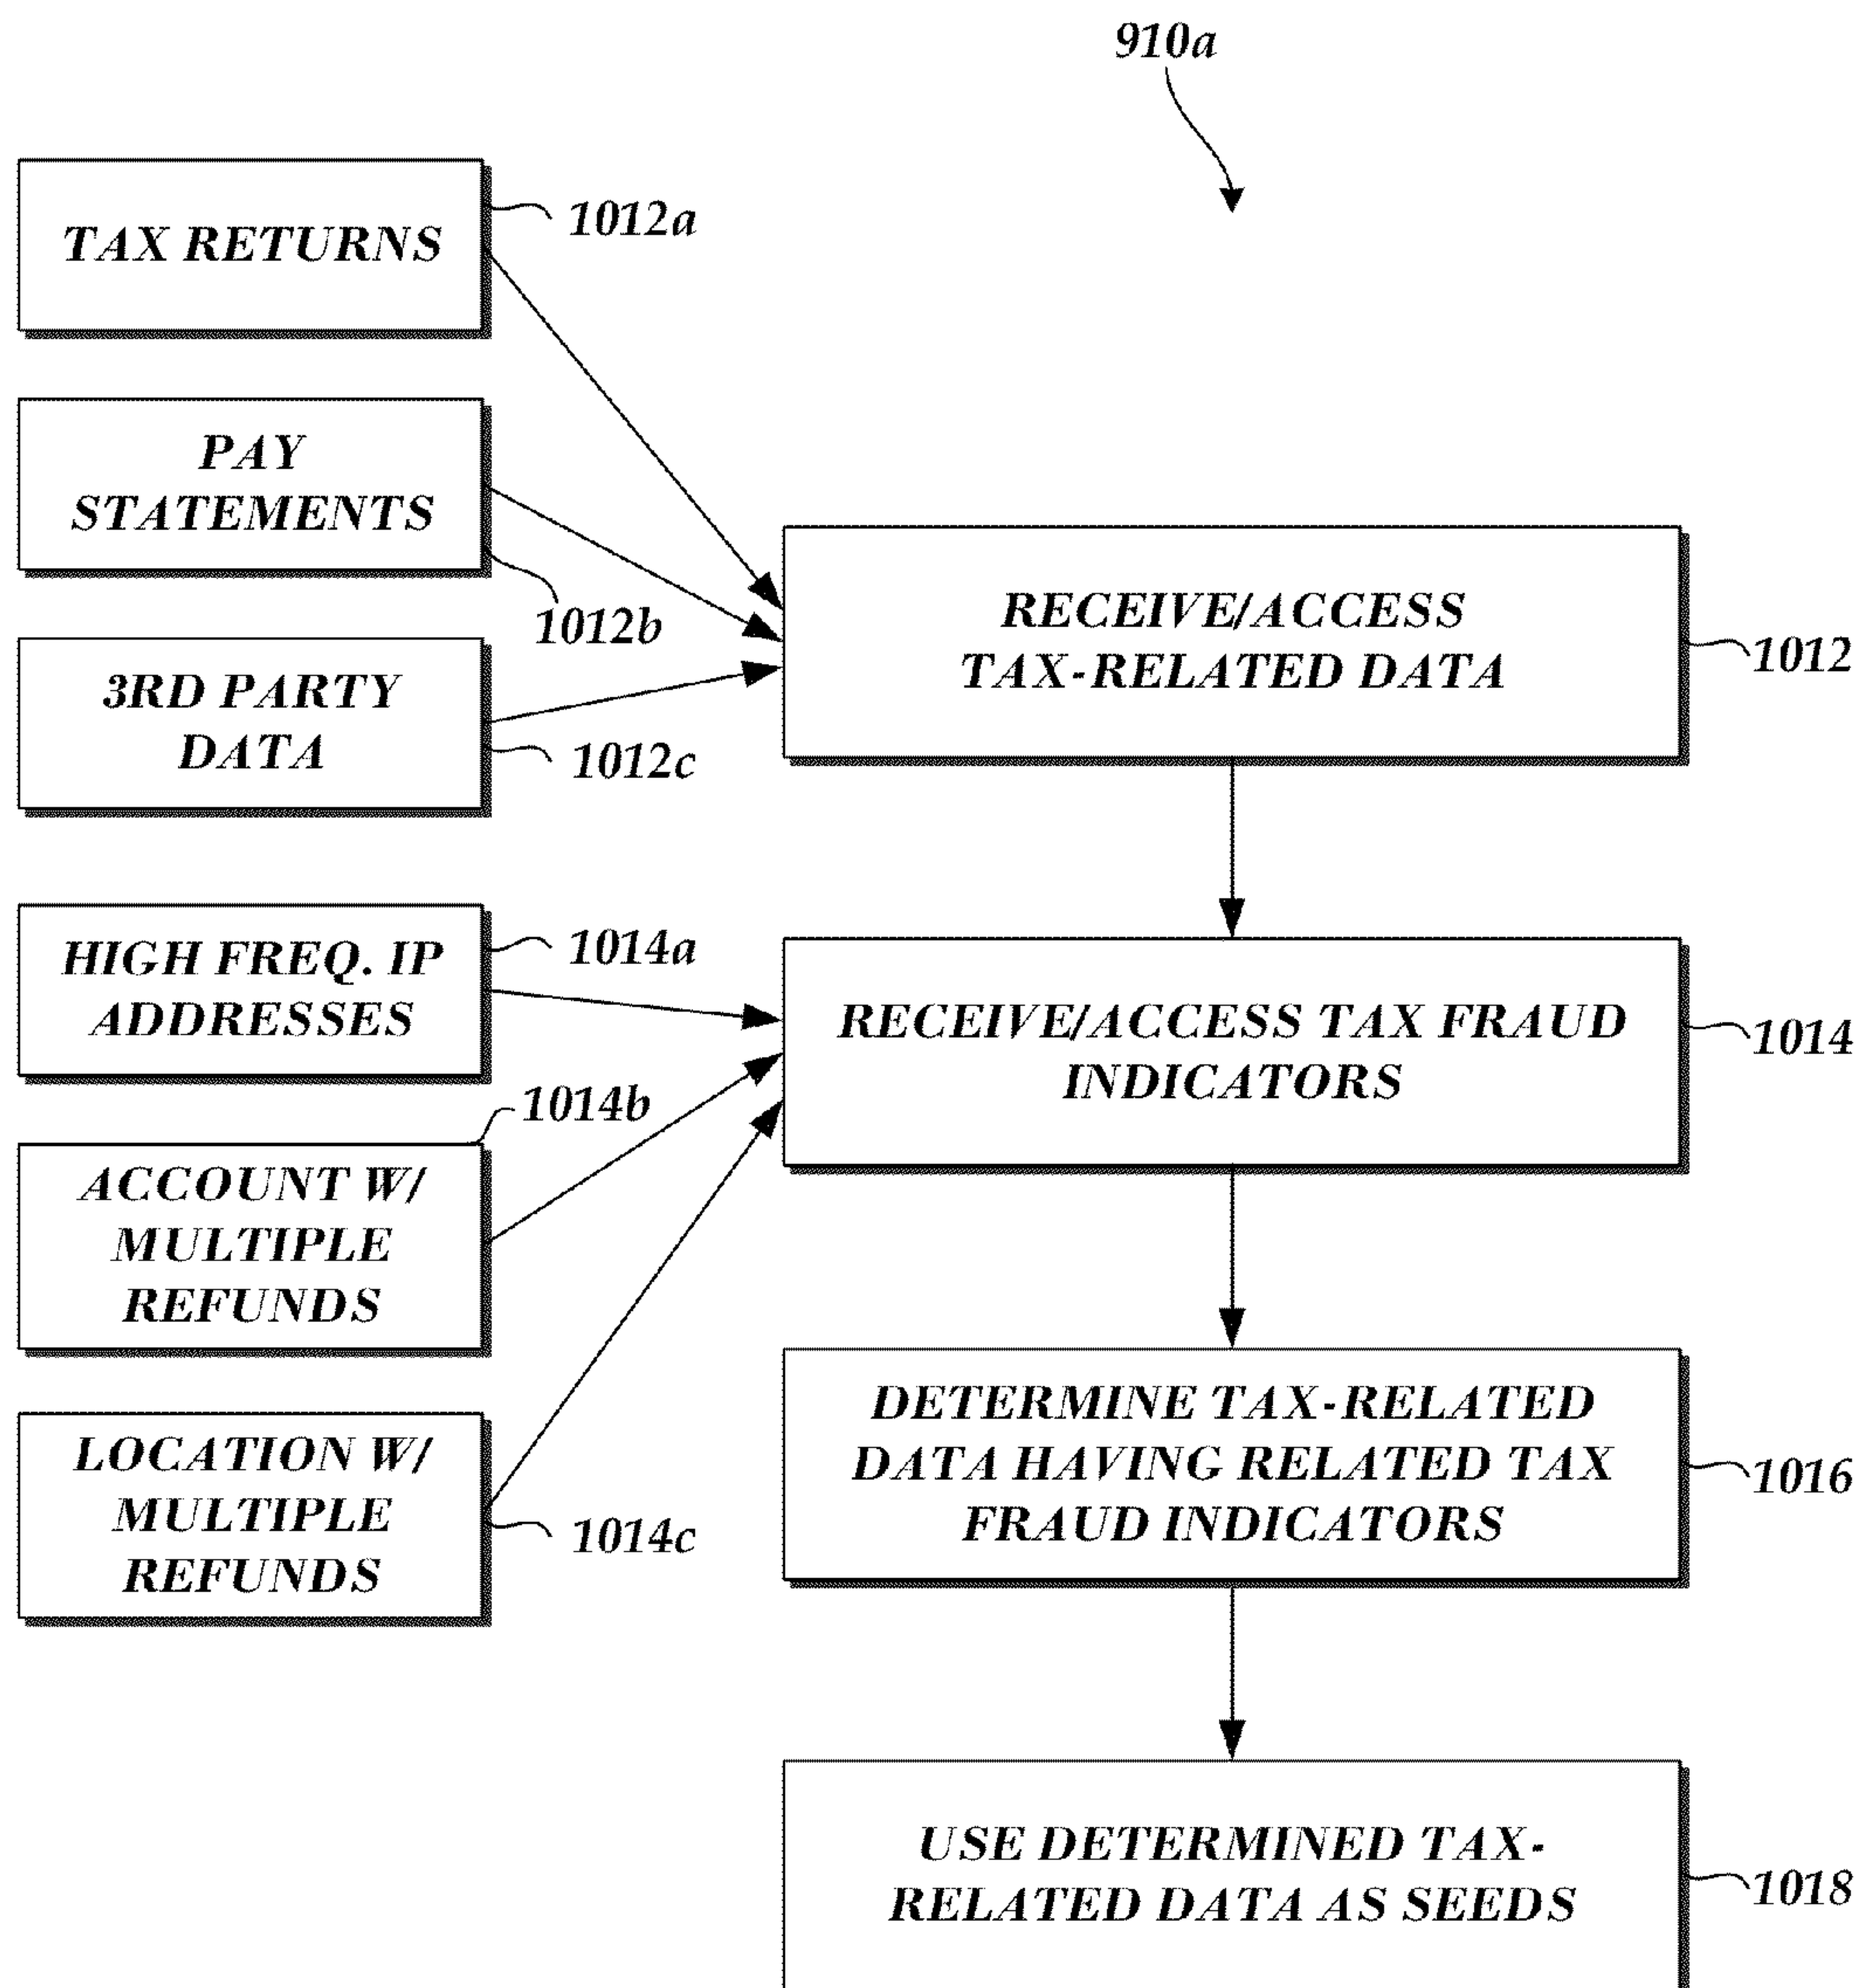 910a
TAX RETURNS
1012a
PAY
STATEMENTS
1012b
3RD PARTY
DATA
1012c
RECEIVE/ACCESS
TAX-RELATED DATA
1012
HIGH FREQ. IP
ADDRESSES
1014a
1014b
ACCOUNT W/
MULTIPLE
REFUNDS
LOCATION W/
MULTIPLE
REFUNDS
1014c
RECEIVE/ACCESS TAX FRAUD
INDICATORS
1014
DETERMINE TAX-RELATED
DATA HAVING RELATED TAX
FRAUD INDICATORS
1016
USE DETERMINED TAX-
RELATED DATA AS SEEDS
1018